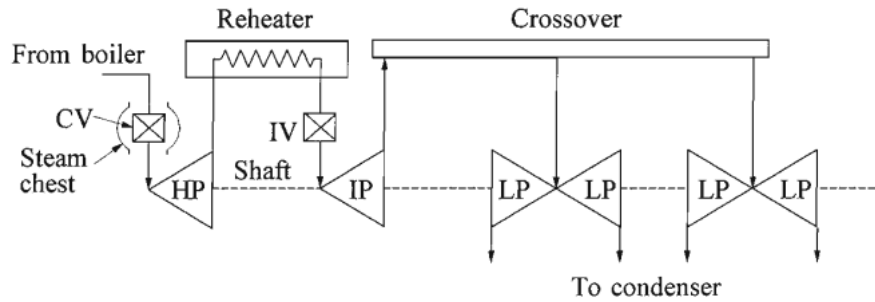 Reheater
Crossover
From boiler
CV
IV
Steam
chest
Shaft
HP
IP
LP
LP
LP
LP
To condenser